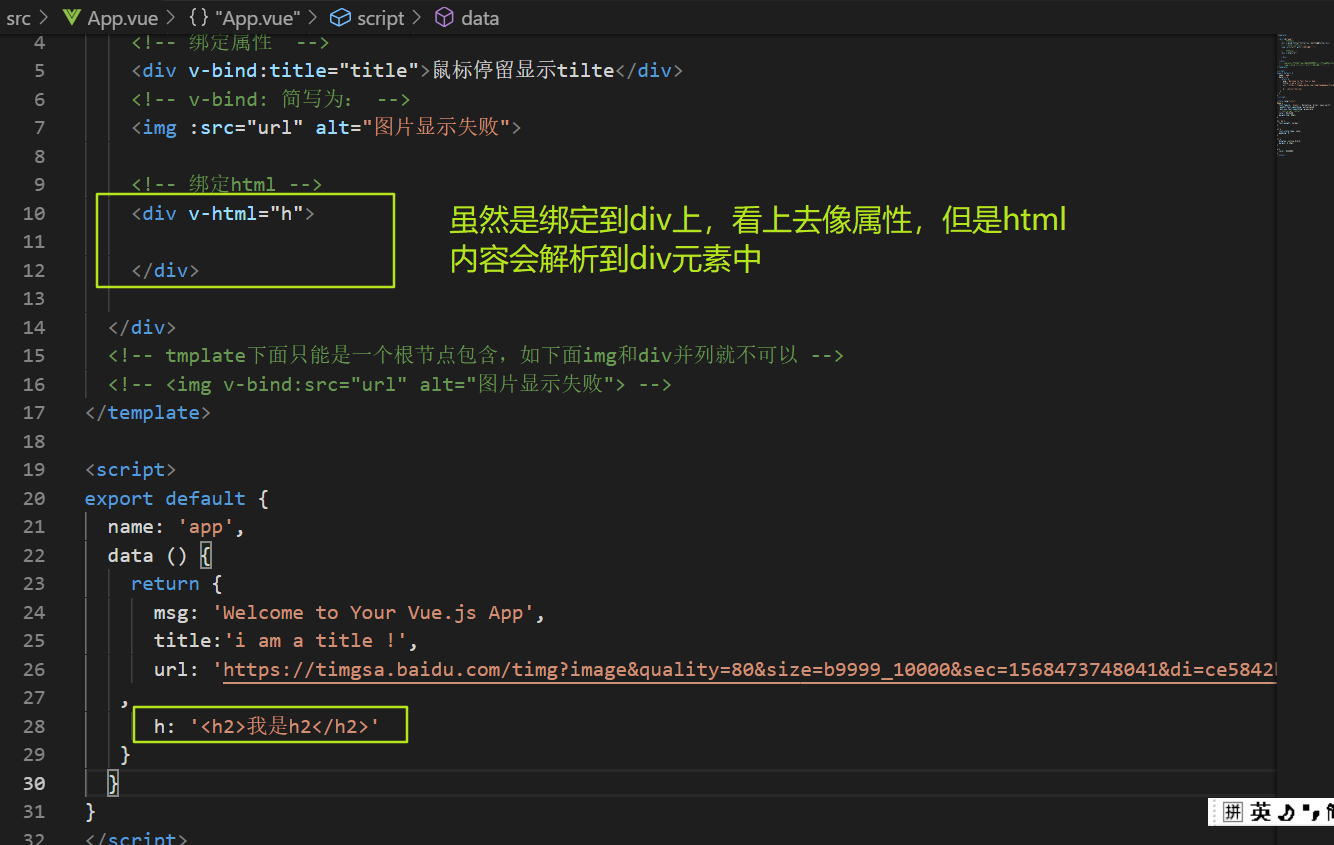 src > App.vue > {} "App.vue" > script > data
4 <!-- 绑定属性  -->
5 <div v-bind:title="title">鼠标停留显示tilte</div>
6 <!-- v-bind: 简写为： -->
7 <img :src="url" alt="图片显示失败">
8
9 <!-- 绑定html -->
10 <div v-html="h">
虽然是绑定到div上，看上去像属性，但是html
11
内容会解析到div元素中
12 </div>
13
14 </div>
15 <!-- tmplate下面只能是一个根节点包含，如下面img和div并列就不可以 -->
16 <!-- <img v-bind:src="url" alt="图片显示失败"> -->
17 </template>
18
19 <script>
20 export default {
21 name: 'app',
22 data () {
23 return {
24 msg: 'Welcome to Your Vue.js App',
25 title:'i am a title !',
26 url: 'https://timgsa.baidu.com/timg?image&quality=80&size=b9999_10000&sec=1568473748041&di=ce5842
27 ,
28 h: '<h2>我是h2</h2>'
29 }
30 }
31 }
拼 英
32 </script>